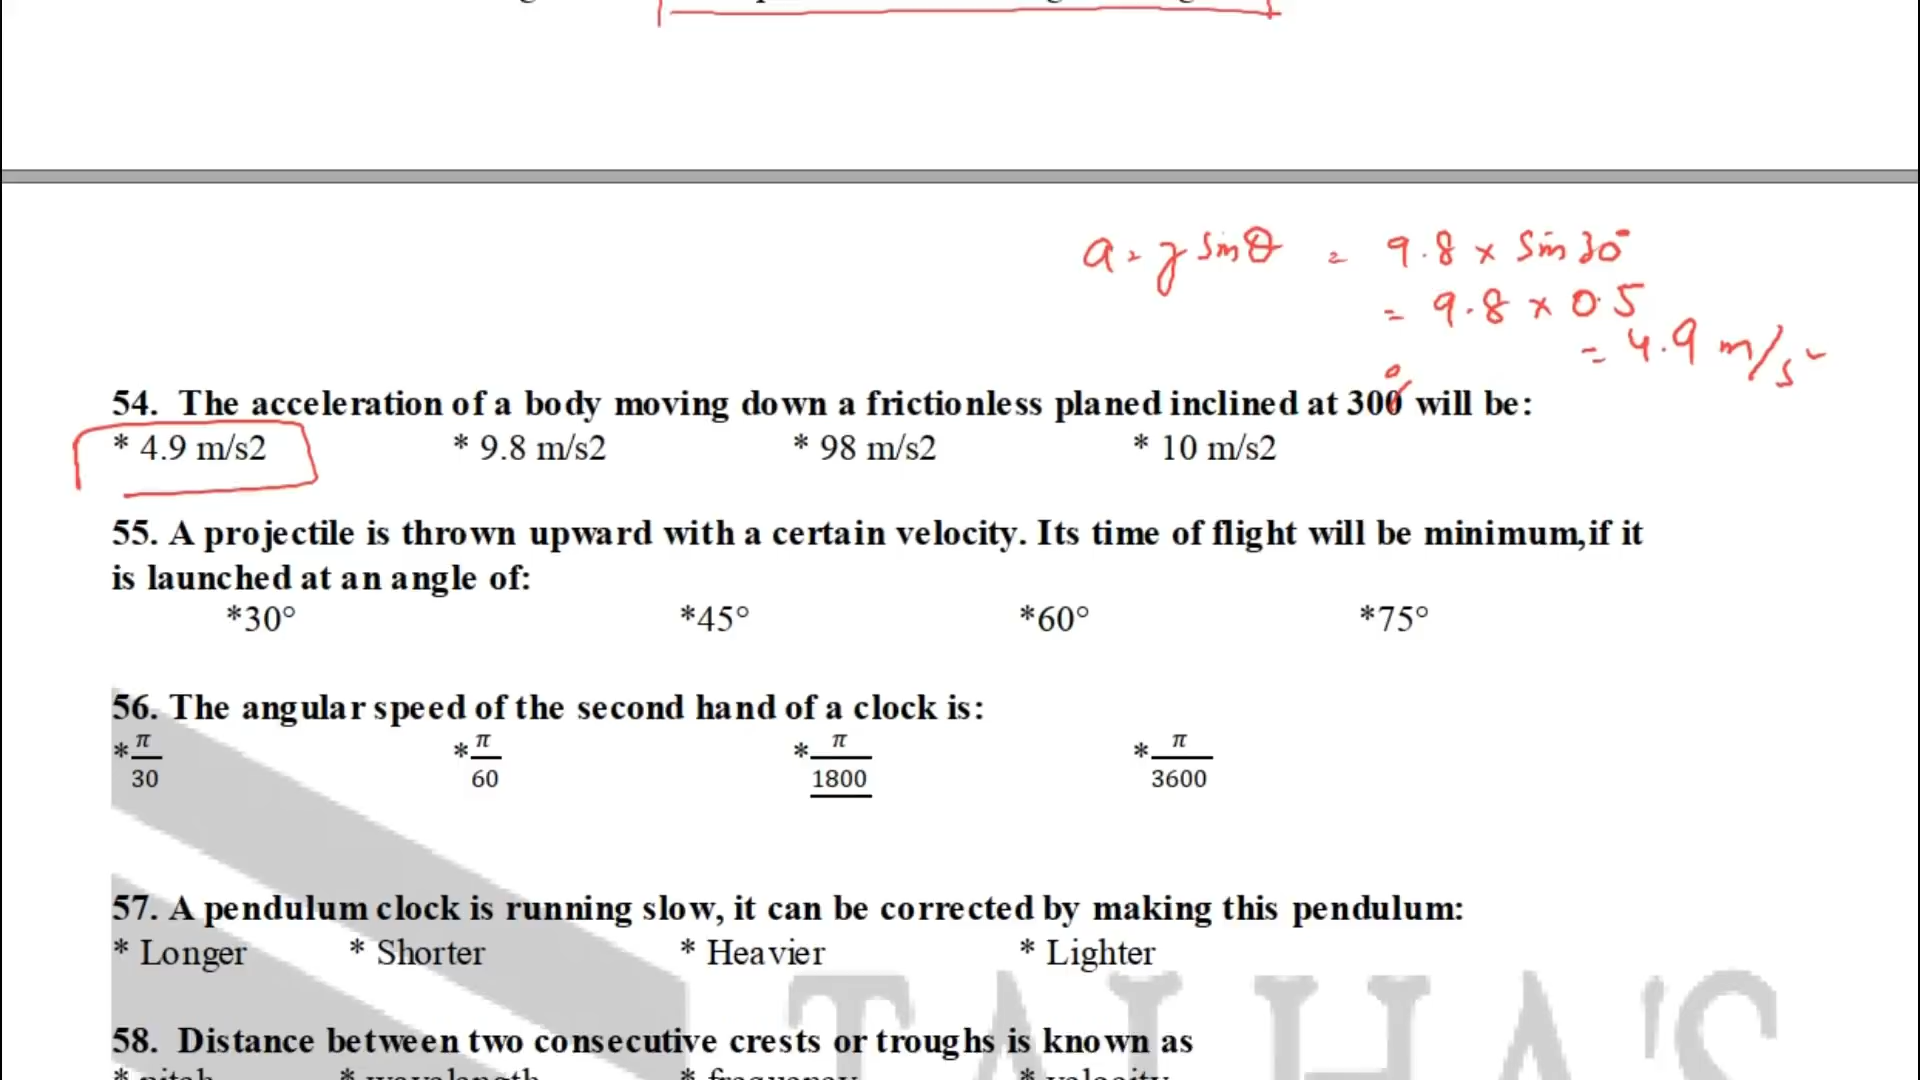 a = g sinθ = 9.8 × sin 30°
= 9.8 × 0.5
= 4.9 m/s²
54. The acceleration of a body moving down a frictionless planed inclined at 300 will be:
* 4.9 m/s2 * 9.8 m/s2 * 98 m/s2 * 10 m/s2
55. A projectile is thrown upward with a certain velocity. Its time of flight will be minimum,if it
is launched at an angle of:
*30° *45° *60° *75°
56. The angular speed of the second hand of a clock is:
*π/30 *π/60 *π/1800 *π/3600
57. A pendulum clock is running slow, it can be corrected by making this pendulum:
* Longer * Shorter * Heavier * Lighter
TALHA'S
58. Distance between two consecutive crests or troughs is known as
* pitch * wavelength * frequency * velocity